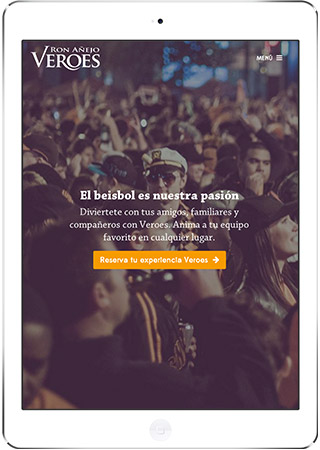 RON AÑEJO
VEROES
MENÚ
El beisbol es nuestra pasión
Diviertete con tus amigos, familiares y
compañeros con Veroes. Anima a tu equipo
favorito en cualquier lugar.
Reserva tu experiencia Veroes